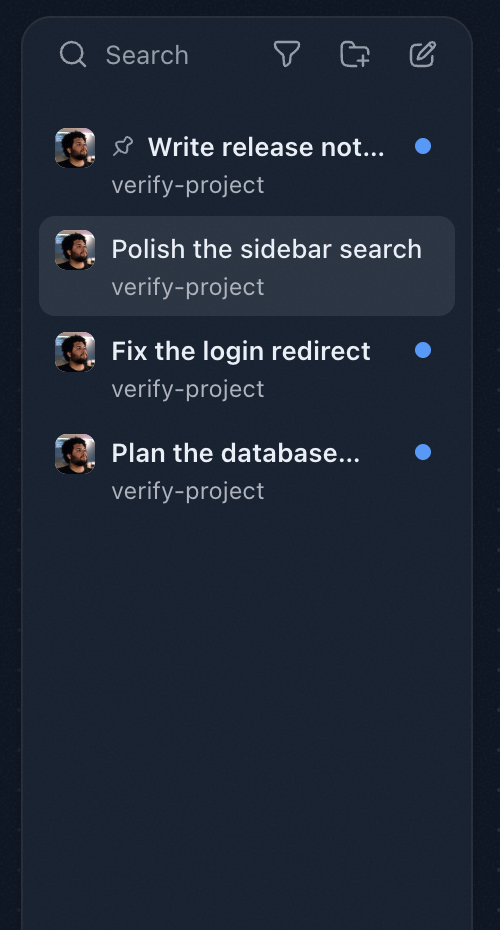 Search
Write release not...
verify-project
Polish the sidebar search
verify-project
Fix the login redirect
verify-project
Plan the database...
verify-project